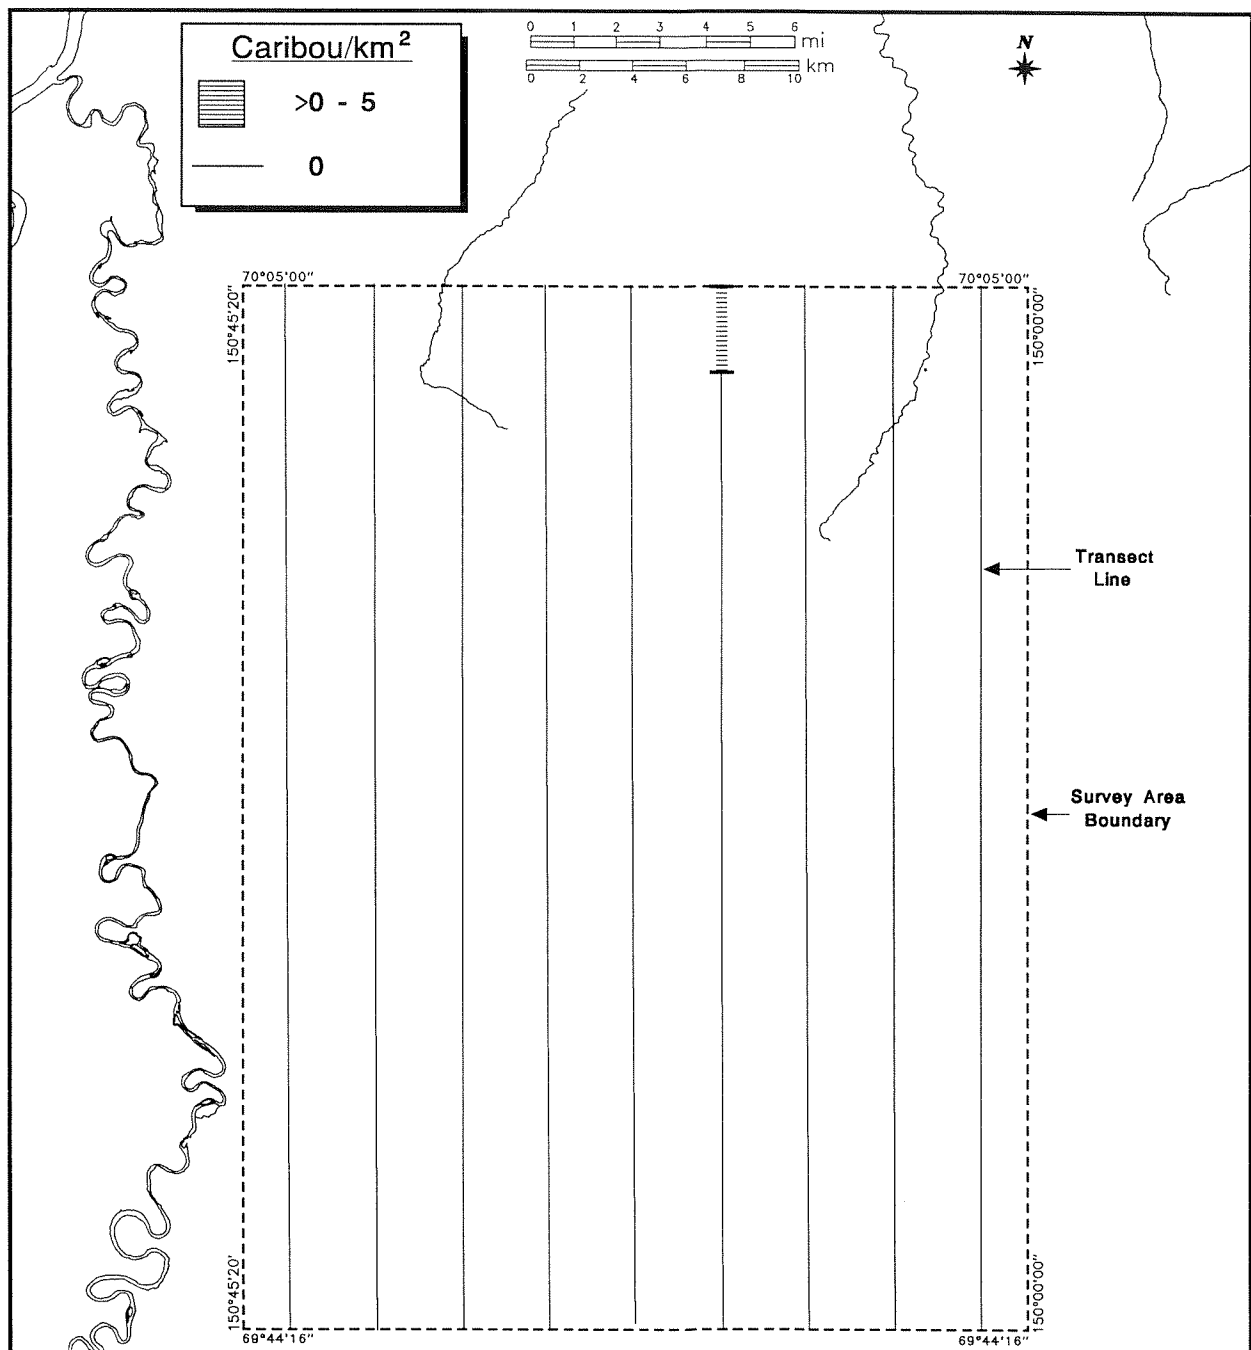 Caribou/km²
>0 - 5
0
0 1 2 3 4 5 6
mi
km
0 2 4 6 8 10
N
70°05'00"
70°05'00"
150°45'20"
150°00'00"
Transect
Line
Survey Area
Boundary
150°45'20'
150°00'00"
69°44'16"
69°44'16"